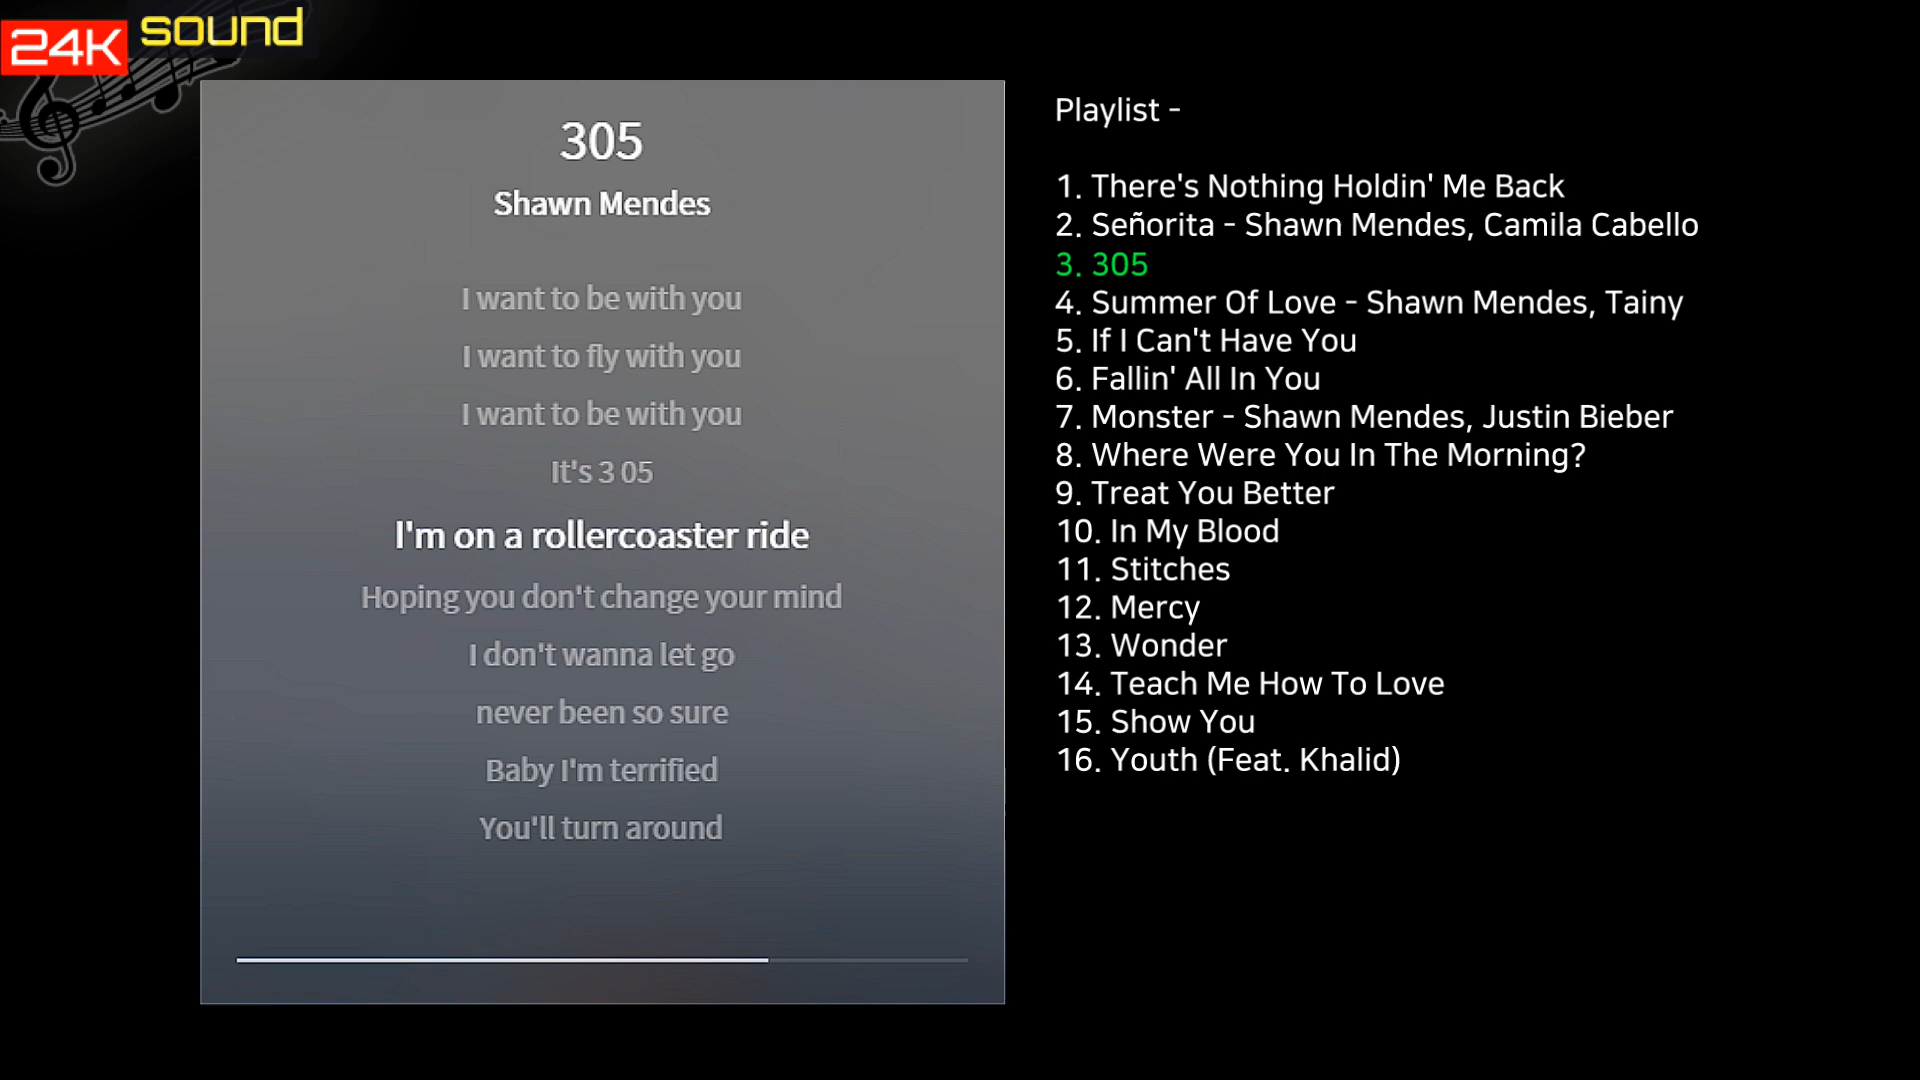 24K sound
305
Shawn Mendes
I want to be with you
I want to fly with you
I want to be with you
It's 3 05
I'm on a rollercoaster ride
Hoping you don't change your mind
I don't wanna let go
never been so sure
Baby I'm terrified
You'll turn around
Playlist -
1. There's Nothing Holdin' Me Back
2. Señorita - Shawn Mendes, Camila Cabello
3. 305
4. Summer Of Love - Shawn Mendes, Tainy
5. If I Can't Have You
6. Fallin' All In You
7. Monster - Shawn Mendes, Justin Bieber
8. Where Were You In The Morning?
9. Treat You Better
10. In My Blood
11. Stitches
12. Mercy
13. Wonder
14. Teach Me How To Love
15. Show You
16. Youth (Feat. Khalid)